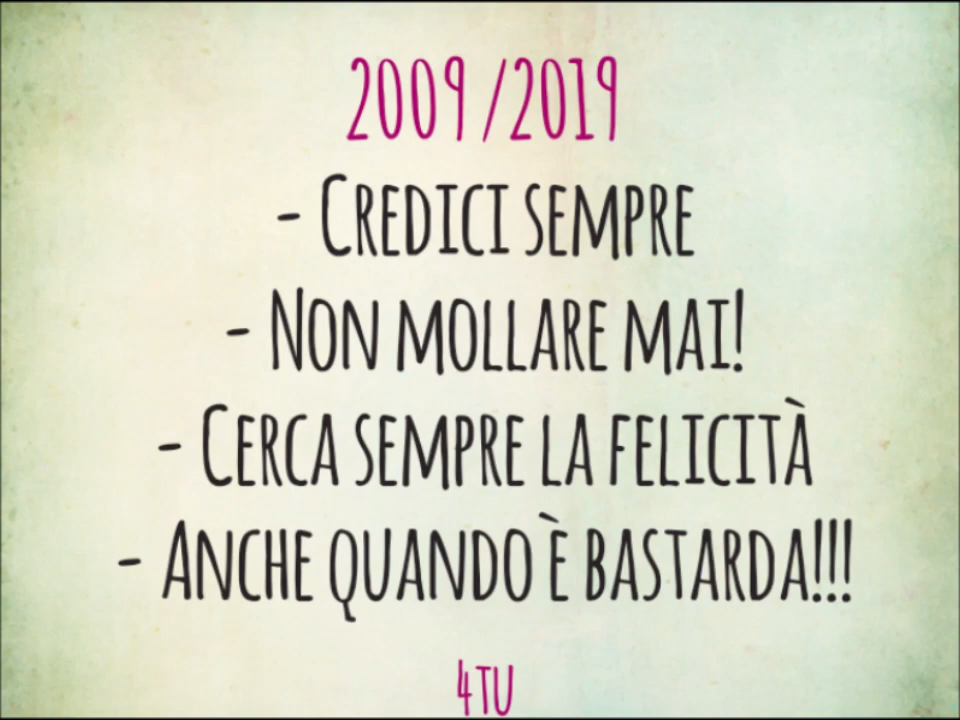 2009/2019
- Credici sempre
- Non mollare mai!
- Cerca sempre la felicità
- Anche quando è bastarda!!!
4tu